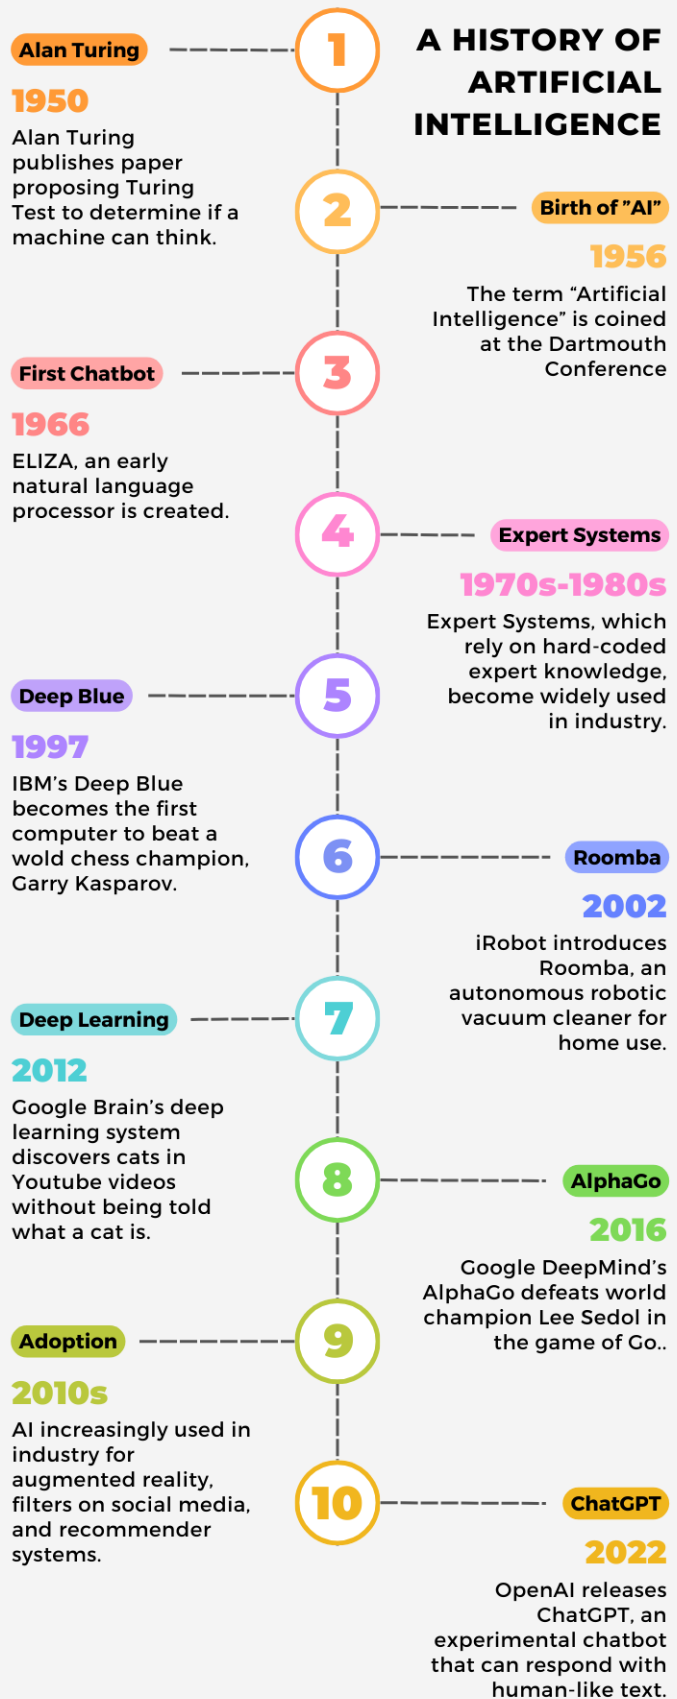 A HISTORY OF
ARTIFICIAL
INTELLIGENCE
1
Alan Turing
1950
Alan Turing
publishes paper
proposing Turing
Test to determine if a
machine can think.
2
Birth of ”AI”
1956
The term “Artificial
Intelligence” is coined
at the Dartmouth
Conference
3
First Chatbot
1966
ELIZA, an early
natural language
processor is created.
4
Expert Systems
1970s-1980s
Expert Systems, which
rely on hard-coded
expert knowledge,
become widely used
in industry.
5
Deep Blue
1997
IBM’s Deep Blue
becomes the first
computer to beat a
wold chess champion,
Garry Kasparov.
6
Roomba
2002
iRobot introduces
Roomba, an
autonomous robotic
vacuum cleaner for
home use.
7
Deep Learning
2012
Google Brain’s deep
learning system
discovers cats in
Youtube videos
without being told
what a cat is.
8
AlphaGo
2016
Google DeepMind’s
AlphaGo defeats world
champion Lee Sedol in
the game of Go..
9
Adoption
2010s
AI increasingly used in
industry for
augmented reality,
filters on social media,
and recommender
systems.
10
ChatGPT
2022
OpenAI releases
ChatGPT, an
experimental chatbot
that can respond with
human-like text.